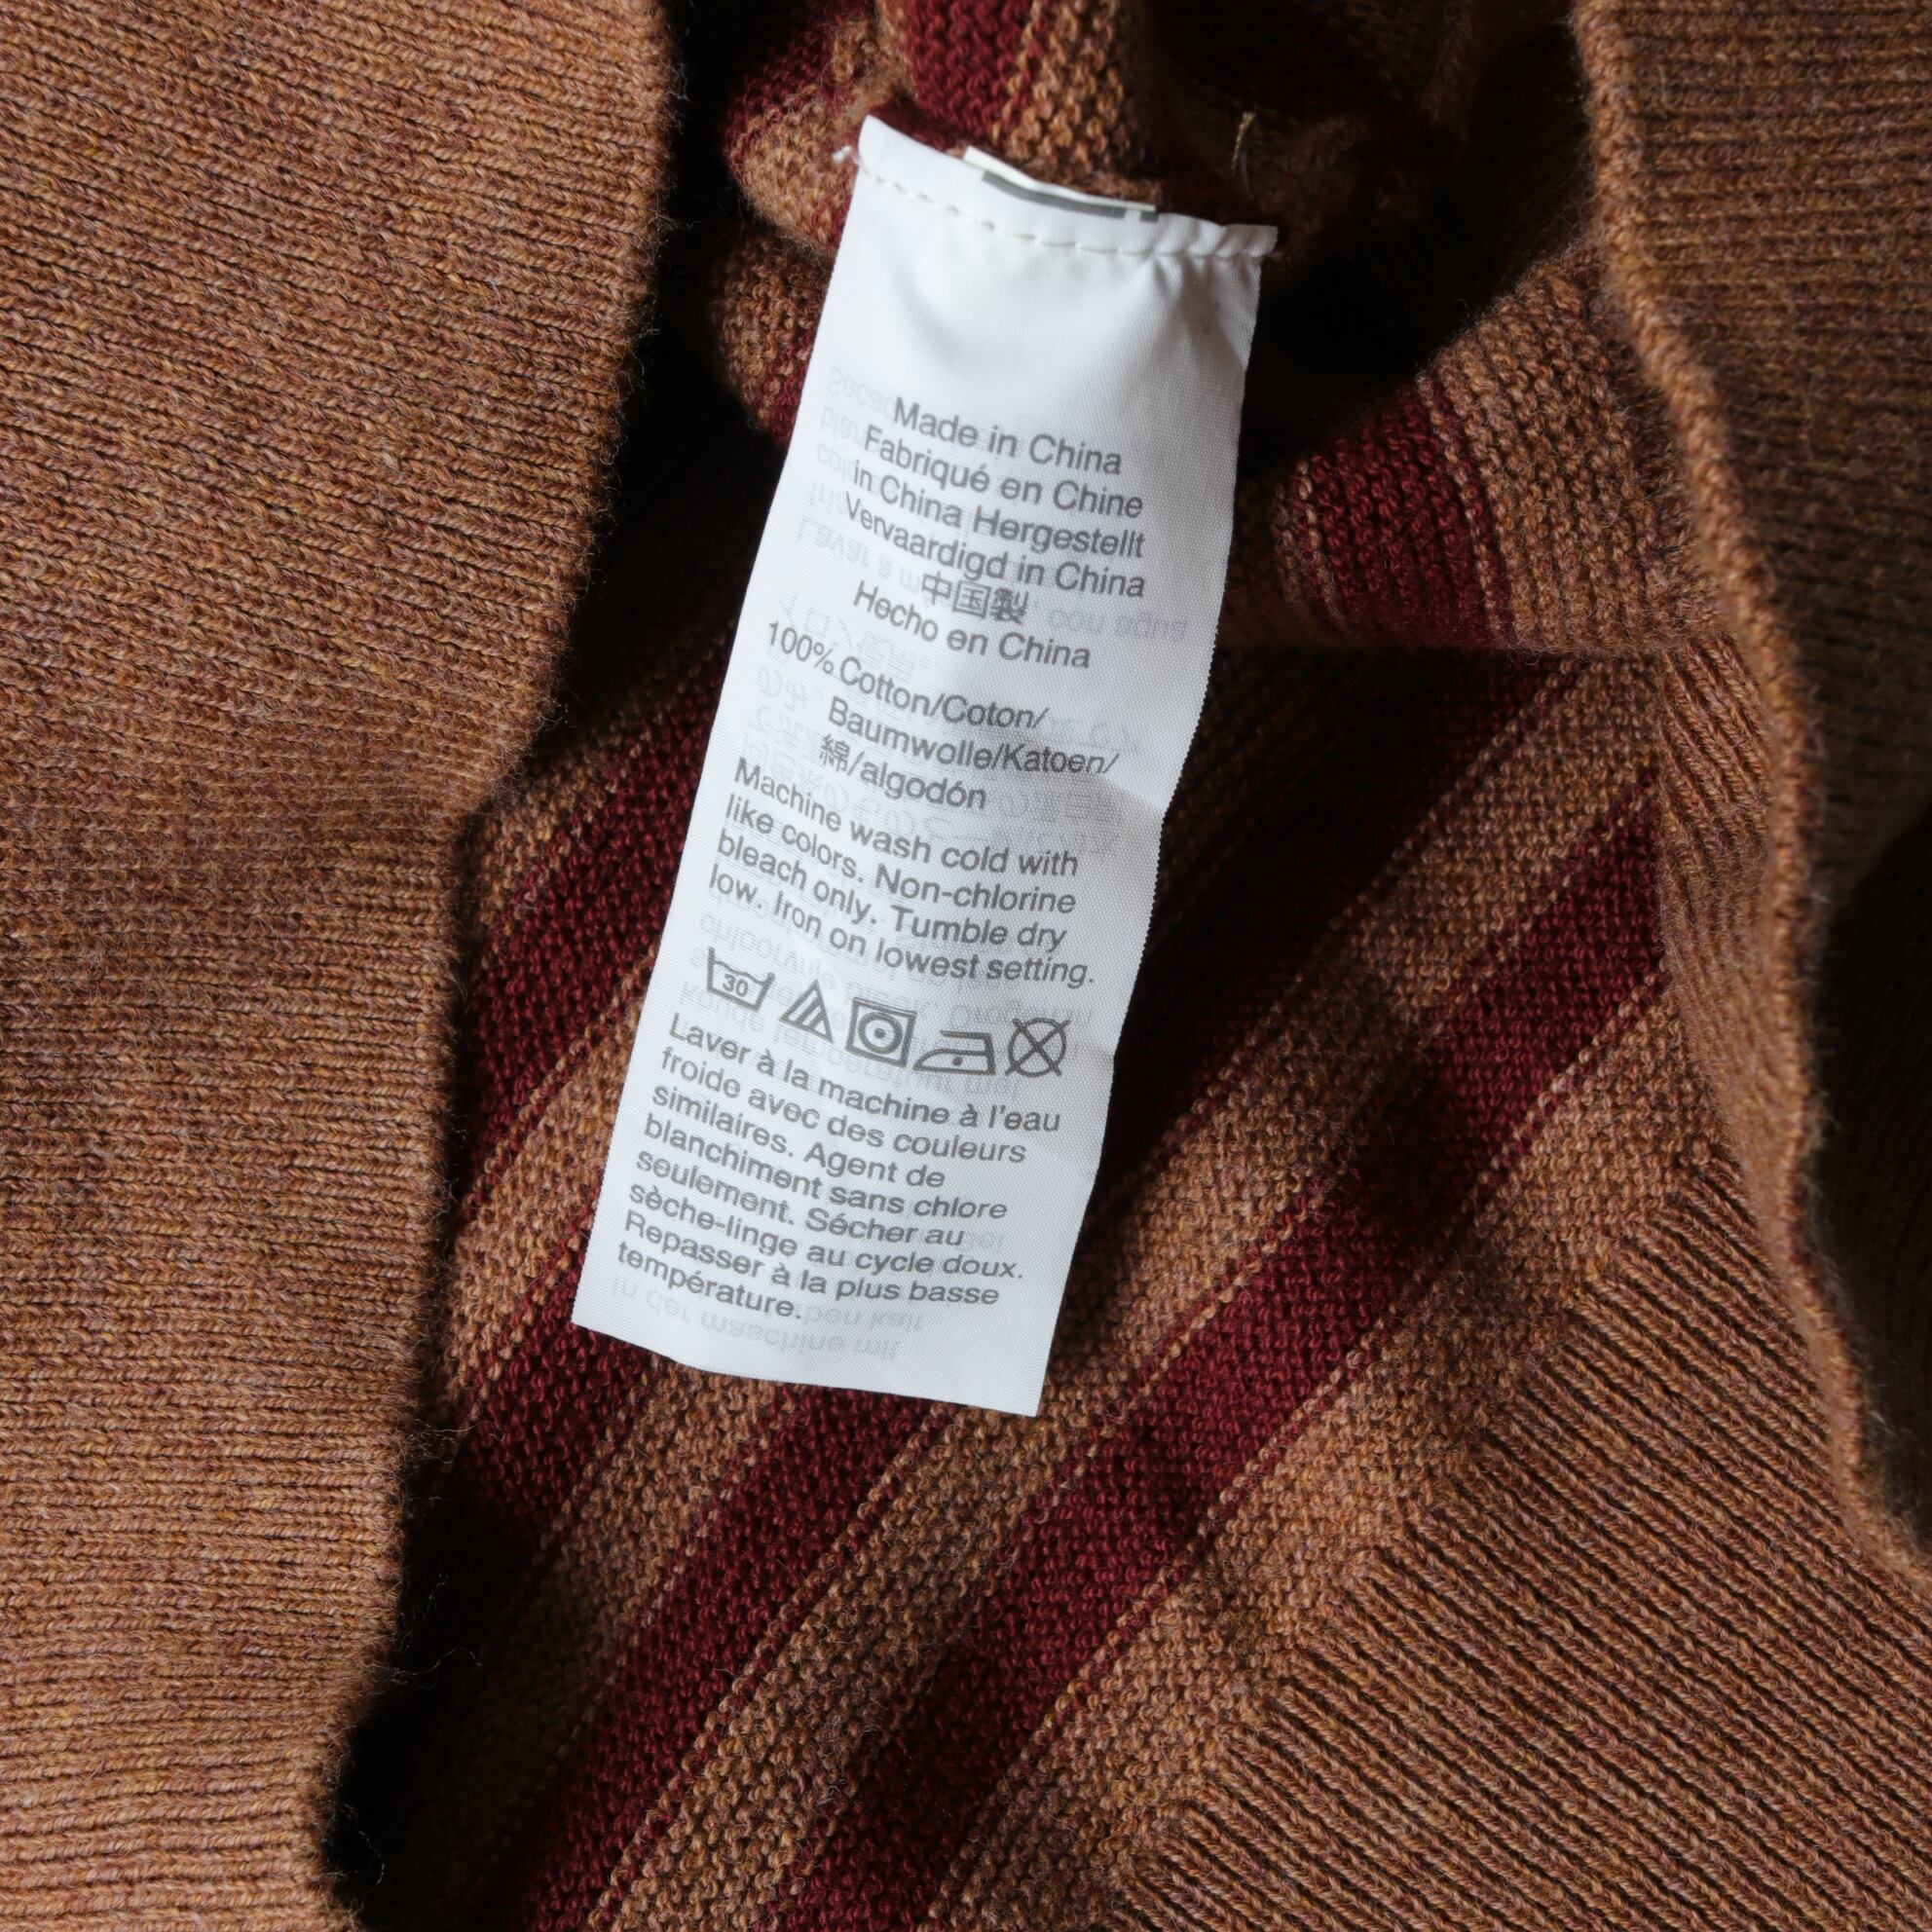 Made in China
Fabriqué en Chine
In China Hergestellt
Vervaardigd in China
中国製
Hecho en China
100% Cotton/Coton/
Baumwolle/Katoen/
綿/algodón
Machine wash cold with
like colors. Non-chlorine
bleach only. Tumble dry
low. Iron on lowest setting.
30
Laver à la machine à l'eau
froide avec des couleurs
similaires. Agent de
blanchiment sans chlore
seulement. Sécher au
sèche-linge au cycle doux.
Repasser à la plus basse
température.